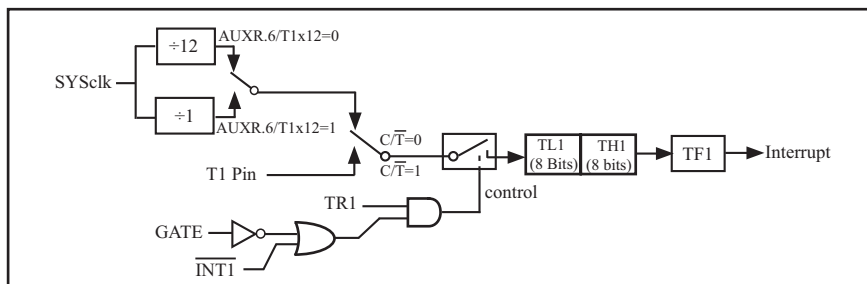 ÷12
AUXR.6/T1x12=0
SYSclk
÷1
AUXR.6/T1x12=1
C/T̅=0
C/T̅=1
T1 Pin
TL1
(8 Bits)
TH1
(8 bits)
TF1
Interrupt
control
TR1
GATE
I̅N̅T̅1̅